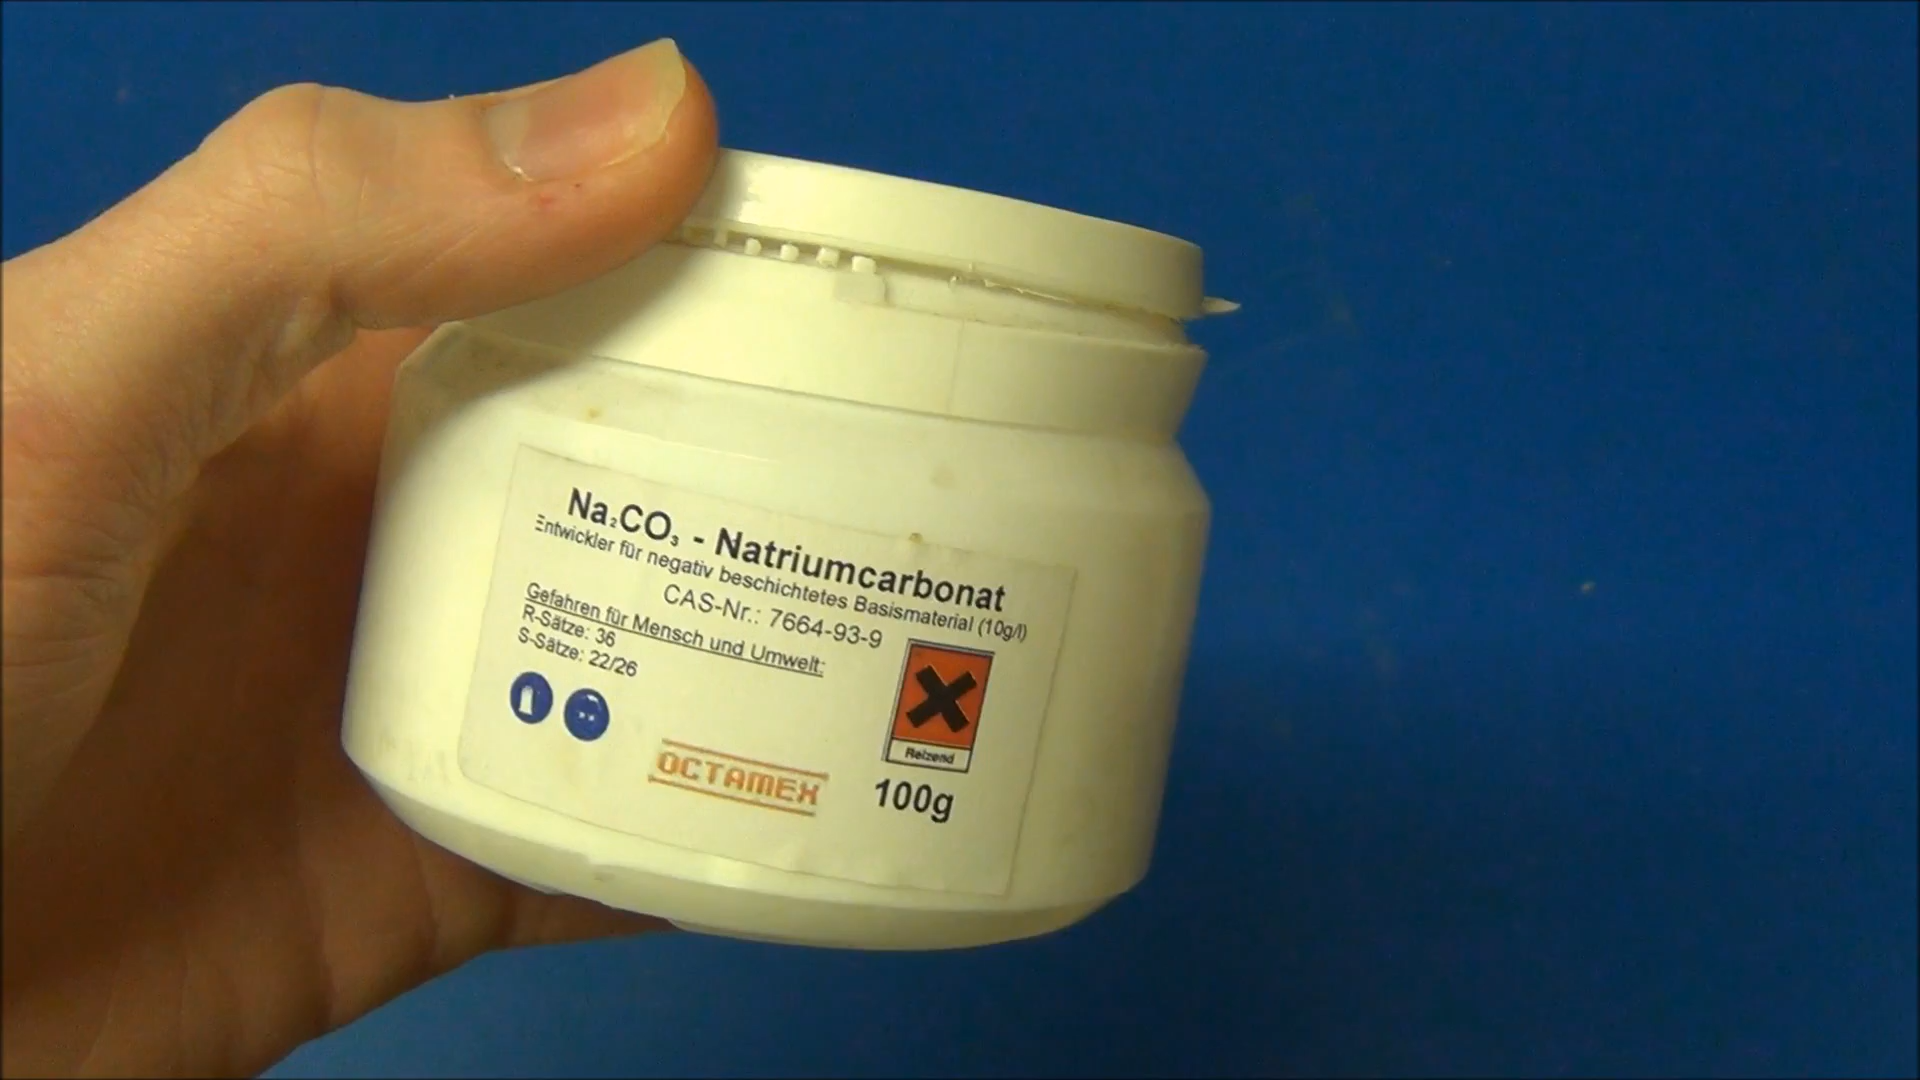 Na₂CO₃ - Natriumcarbonat
Entwickler für negativ beschichtetes Basismaterial (10g/l)
CAS-Nr.: 7664-93-9
Gefahren für Mensch und Umwelt:
R-Sätze: 36
S-Sätze: 22/26
Reizend
OCTAMEX
100g